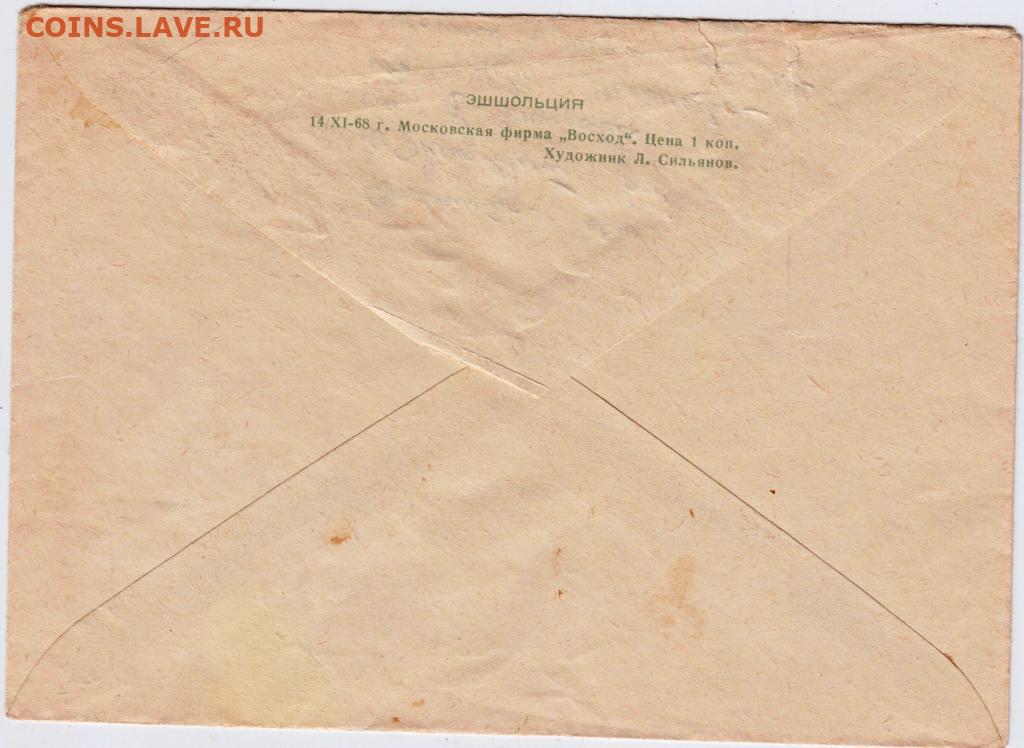 COINS.LAVE.RU
ЭШШОЛЬЦИЯ
14/XI-68 г. Московская фирма „Восход“. Цена 1 коп.
Художник Л. Сильянов.